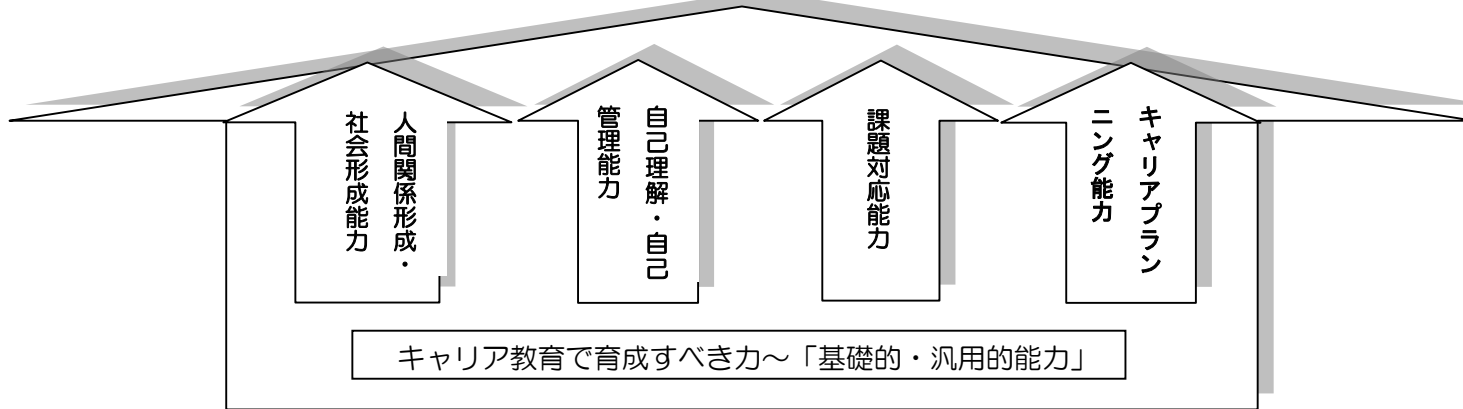 人間関係形成・
社会形成能力
自己理解・自己
管理能力
課題対応能力
キャリアプラン
ニング能力
キャリア教育で育成すべき力～「基礎的・汎用的能力」